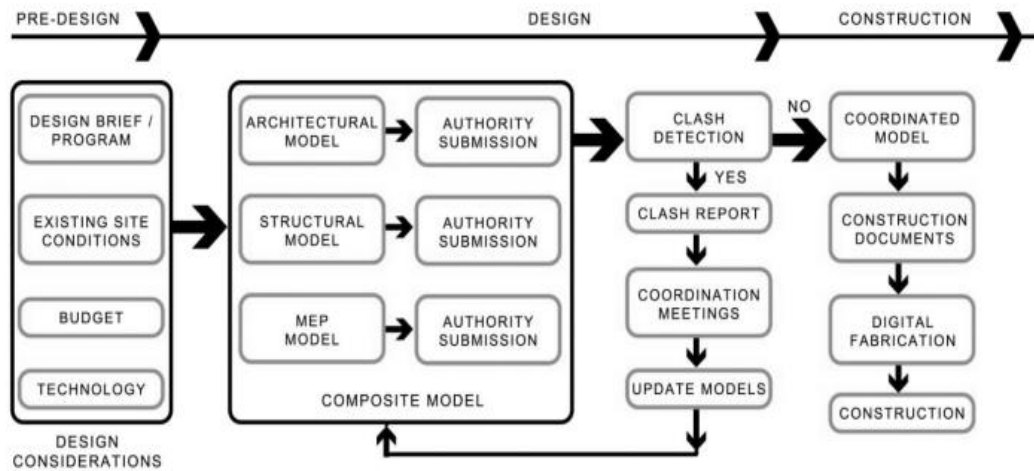 PRE-DESIGN
DESIGN
CONSTRUCTION
DESIGN BRIEF /
PROGRAM
EXISTING SITE
CONDITIONS
BUDGET
TECHNOLOGY
DESIGN
CONSIDERATIONS
ARCHITECTURAL
MODEL
AUTHORITY
SUBMISSION
STRUCTURAL
MODEL
AUTHORITY
SUBMISSION
MEP
MODEL
AUTHORITY
SUBMISSION
COMPOSITE MODEL
CLASH
DETECTION
NO
YES
CLASH REPORT
COORDINATION
MEETINGS
UPDATE MODELS
COORDINATED
MODEL
CONSTRUCTION
DOCUMENTS
DIGITAL
FABRICATION
CONSTRUCTION